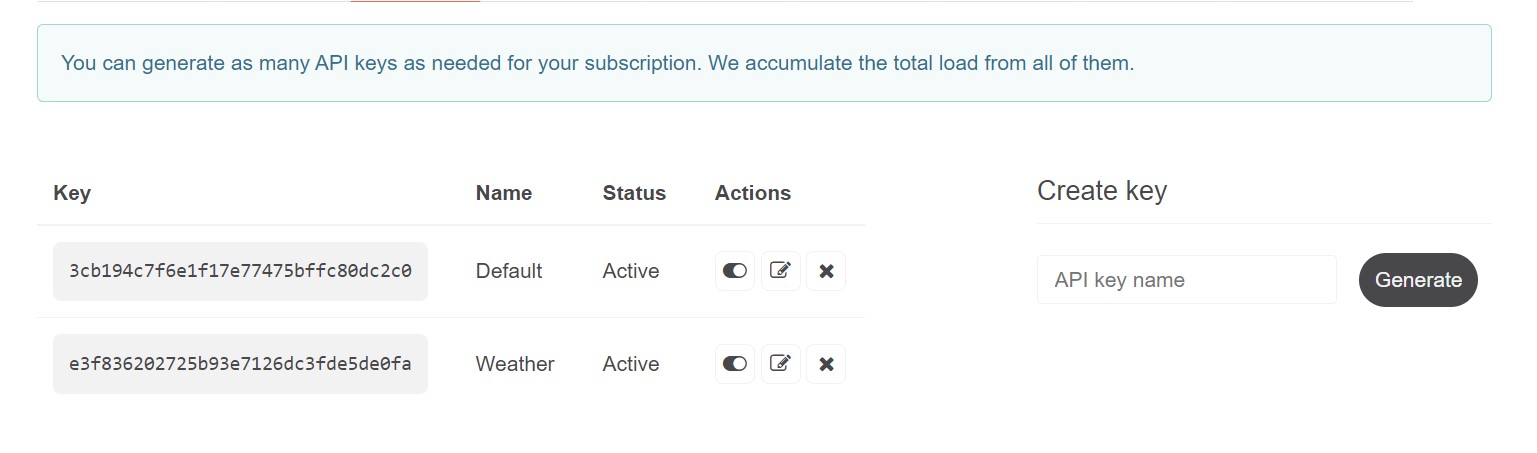 You can generate as many API keys as needed for your subscription. We accumulate the total load from all of them.
Key Name Status Actions
3cb194c7f6e1f17e77475bffc80dc2c0 Default Active
e3f836202725b93e7126dc3fde5de0fa Weather Active
Create key
API key name Generate